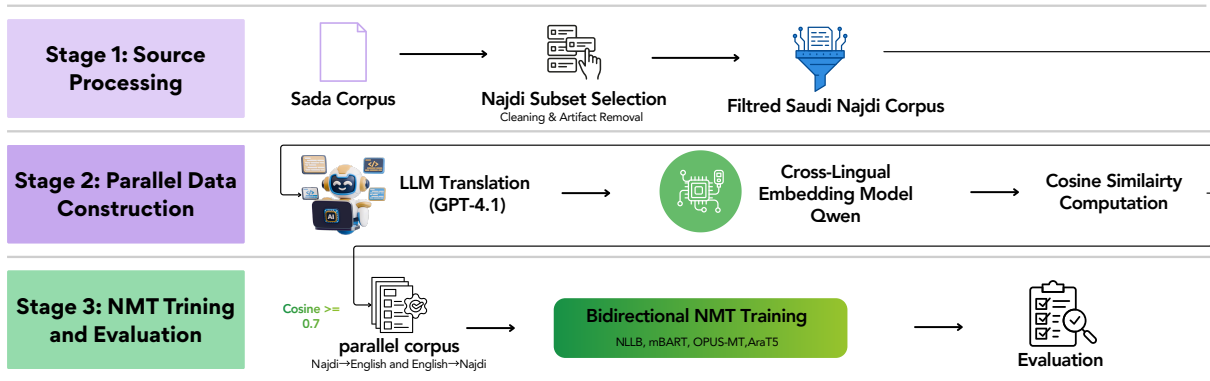 Stage 1: Source
Processing
Sada Corpus
Najdi Subset Selection
Cleaning & Artifact Removal
Filtred Saudi Najdi Corpus
Stage 2: Parallel Data
Construction
AI
LLM Translation
(GPT-4.1)
Cross-Lingual
Embedding Model
Qwen
Cosine Similairty
Computation
Stage 3: NMT Trining
and Evaluation
Cosine >=
0.7
parallel corpus
Najdi→English and English→Najdi
Bidirectional NMT Training
NLLB, mBART, OPUS-MT,AraT5
Evaluation